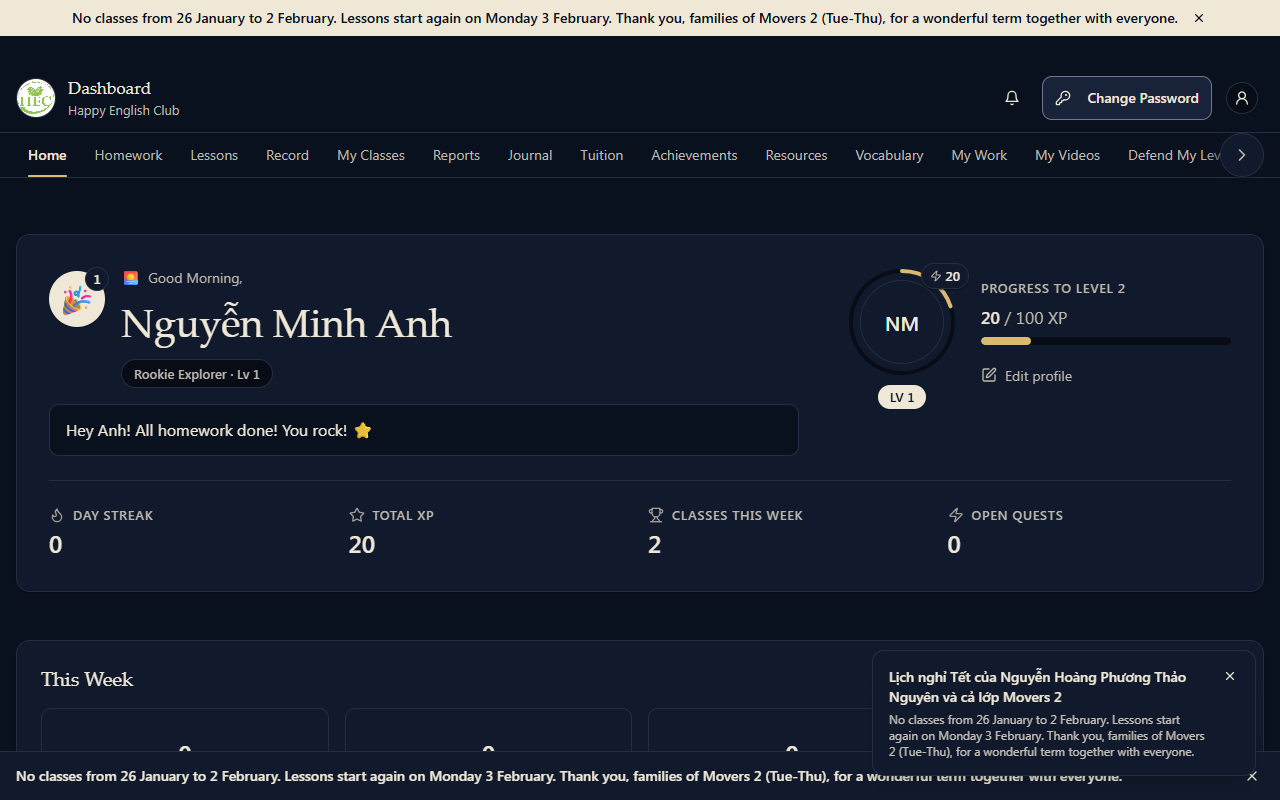 No classes from 26 January to 2 February. Lessons start again on Monday 3 February. Thank you, families of Movers 2 (Tue-Thu), for a wonderful term together with everyone.
HEC
Dashboard
Happy English Club
Change Password
Home
Homework
Lessons
Record
My Classes
Reports
Journal
Tuition
Achievements
Resources
Vocabulary
My Work
My Videos
Defend My Lev
1
Good Morning,
Nguyễn Minh Anh
Rookie Explorer · Lv 1
Hey Anh! All homework done! You rock!
20
NM
LV 1
PROGRESS TO LEVEL 2
20 / 100 XP
Edit profile
DAY STREAK
0
TOTAL XP
20
CLASSES THIS WEEK
2
OPEN QUESTS
0
This Week
Lịch nghỉ Tết của Nguyễn Hoàng Phương Thảo
Nguyên và cả lớp Movers 2
No classes from 26 January to 2 February. Lessons start
again on Monday 3 February. Thank you, families of Movers
2 (Tue-Thu), for a wonderful term together with everyone.
No classes from 26 January to 2 February. Lessons start again on Monday 3 February. Thank you, families of Movers 2 (Tue-Thu), for a wonderful term together with everyone.